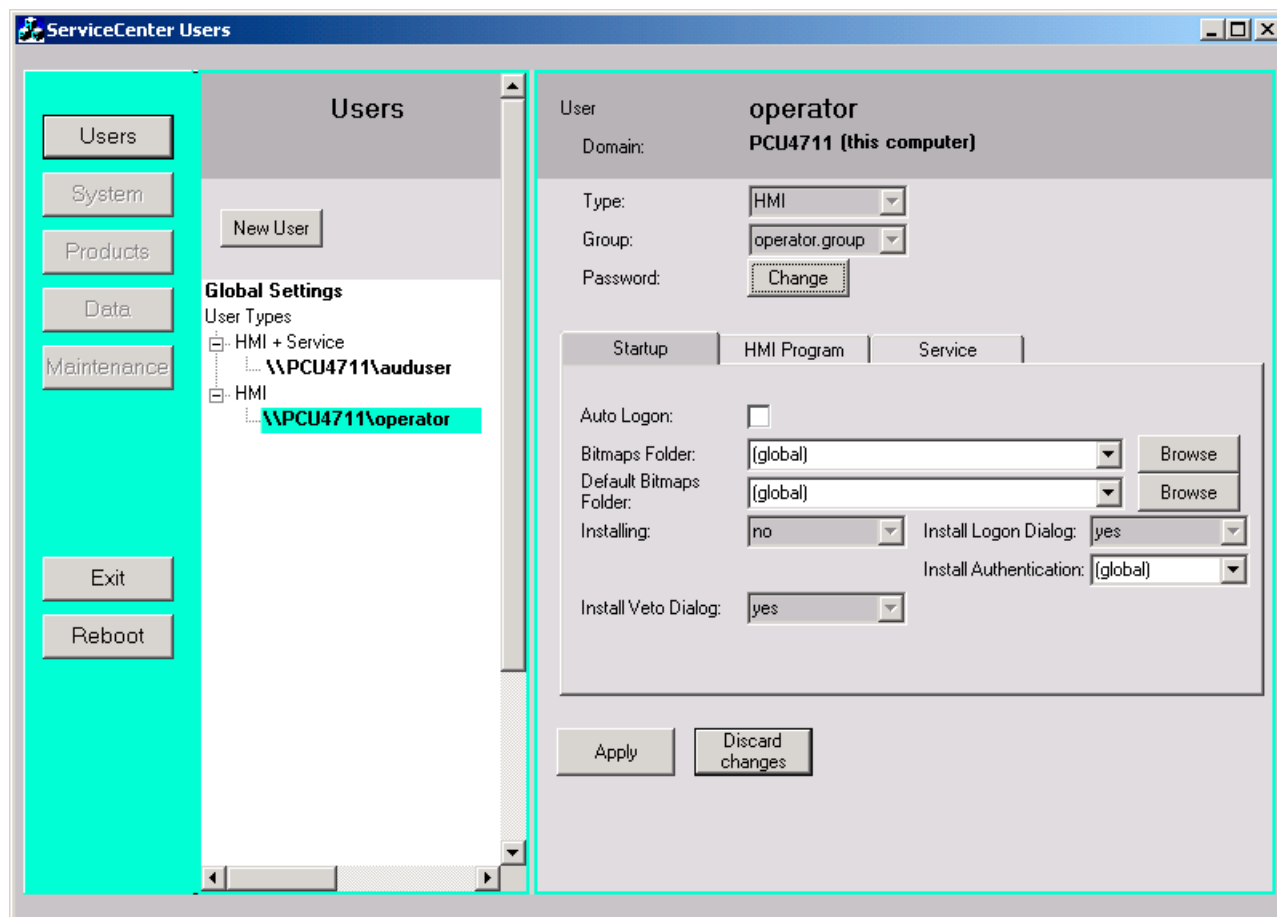 ServiceCenter Users
Users
System
Products
Data
Maintenance
Exit
Reboot
Users
New User
Global Settings
User Types
HMI + Service
\\PCU4711\auduser
HMI
\\PCU4711\operator
User operator
Domain: PCU4711 (this computer)
Type: HMI
Group: operator.group
Password: Change
Startup HMI Program Service
Auto Logon:
Bitmaps Folder: (global) Browse
Default Bitmaps
Folder: (global) Browse
Installing: no Install Logon Dialog: yes
Install Authentication: (global)
Install Veto Dialog: yes
Apply
Discard
changes